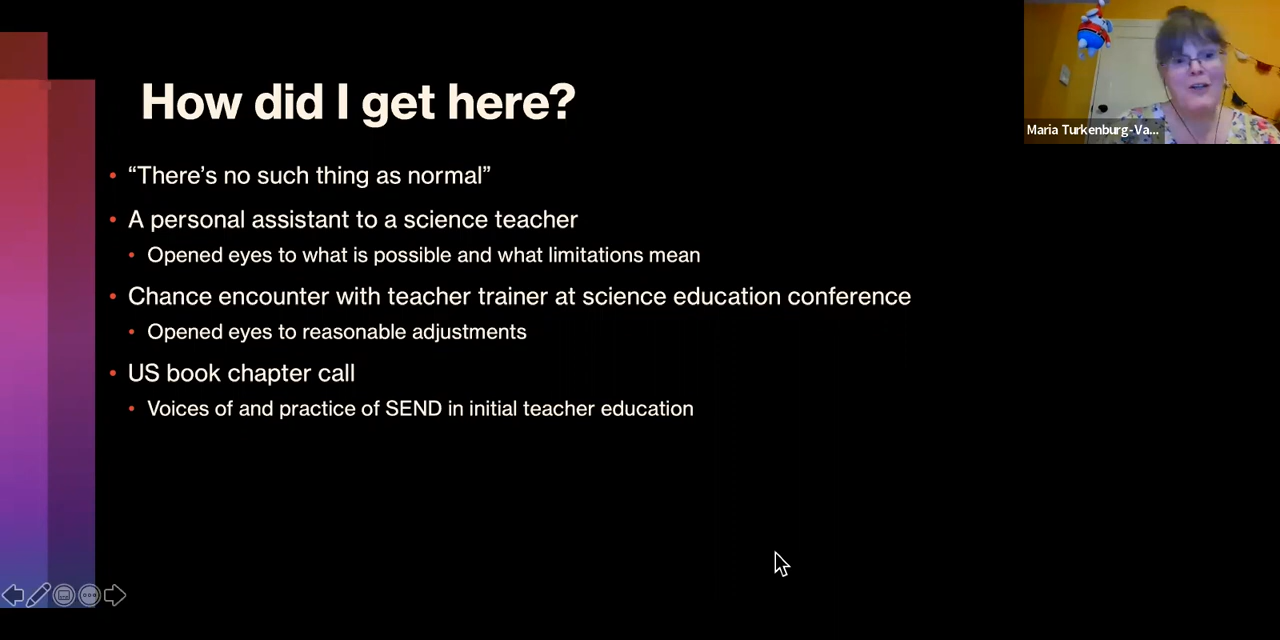 How did I get here?
Maria Turkenburg-Va...
• “There’s no such thing as normal”
• A personal assistant to a science teacher
• Opened eyes to what is possible and what limitations mean
• Chance encounter with teacher trainer at science education conference
• Opened eyes to reasonable adjustments
• US book chapter call
• Voices of and practice of SEND in initial teacher education